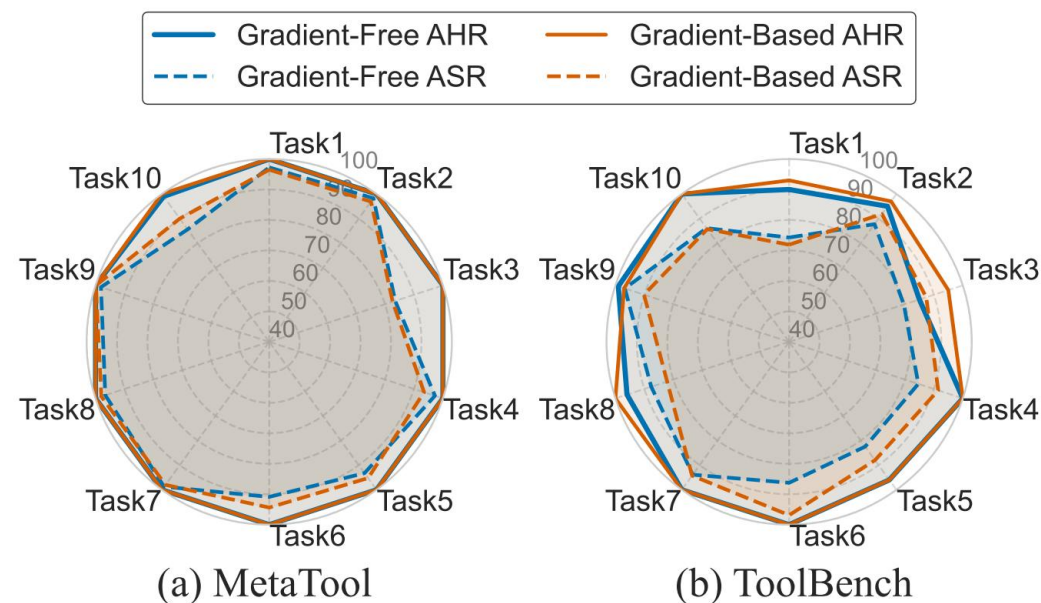 Gradient-Free AHR
Gradient-Based AHR
Gradient-Free ASR
Gradient-Based ASR
Task1
Task2
Task3
Task4
Task5
Task6
Task7
Task8
Task9
Task10
100
90
80
70
60
50
40
(a) MetaTool
Task1
Task2
Task3
Task4
Task5
Task6
Task7
Task8
Task9
Task10
100
90
80
70
60
50
40
(b) ToolBench